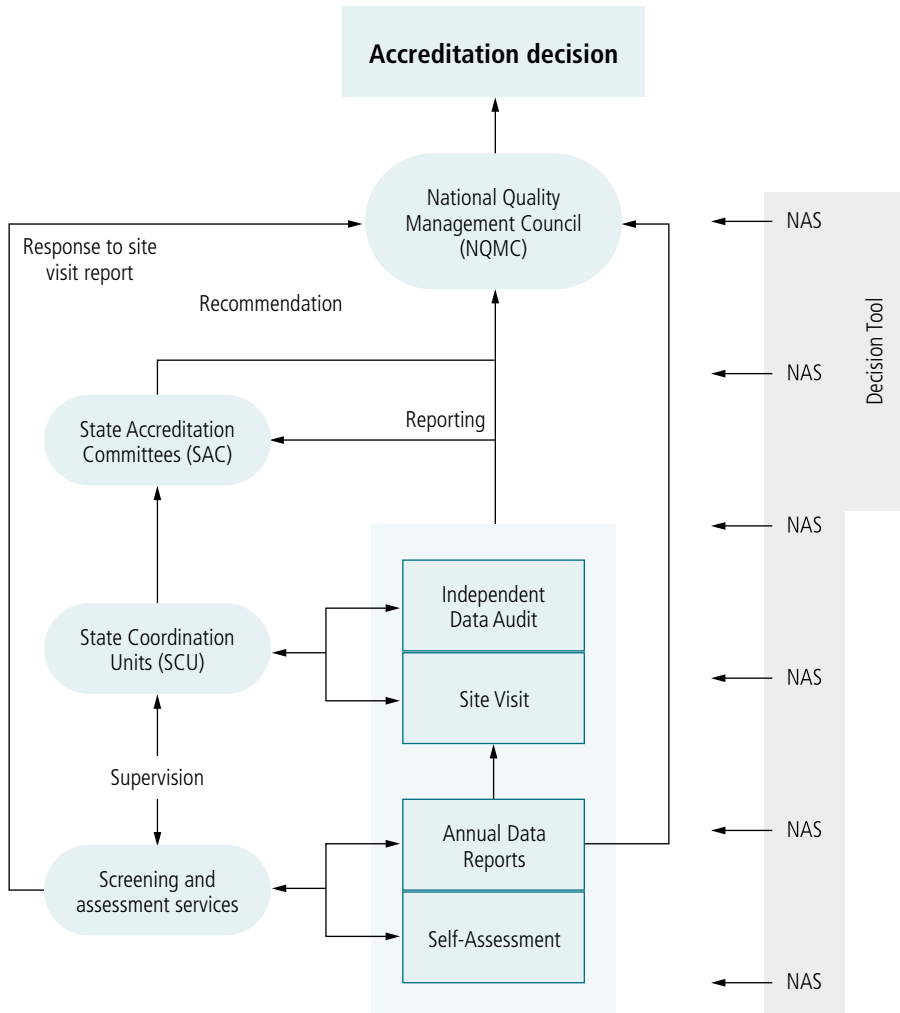 Accreditation decision
National Quality
Management Council
(NQMC)
NAS
Response to site
visit report
Recommendation
Decision Tool
NAS
State Accreditation
Committees (SAC)
Reporting
NAS
Independent
Data Audit
State Coordination
Units (SCU)
Site Visit
NAS
Supervision
Annual Data
Reports
NAS
Screening and
assessment services
Self-Assessment
NAS